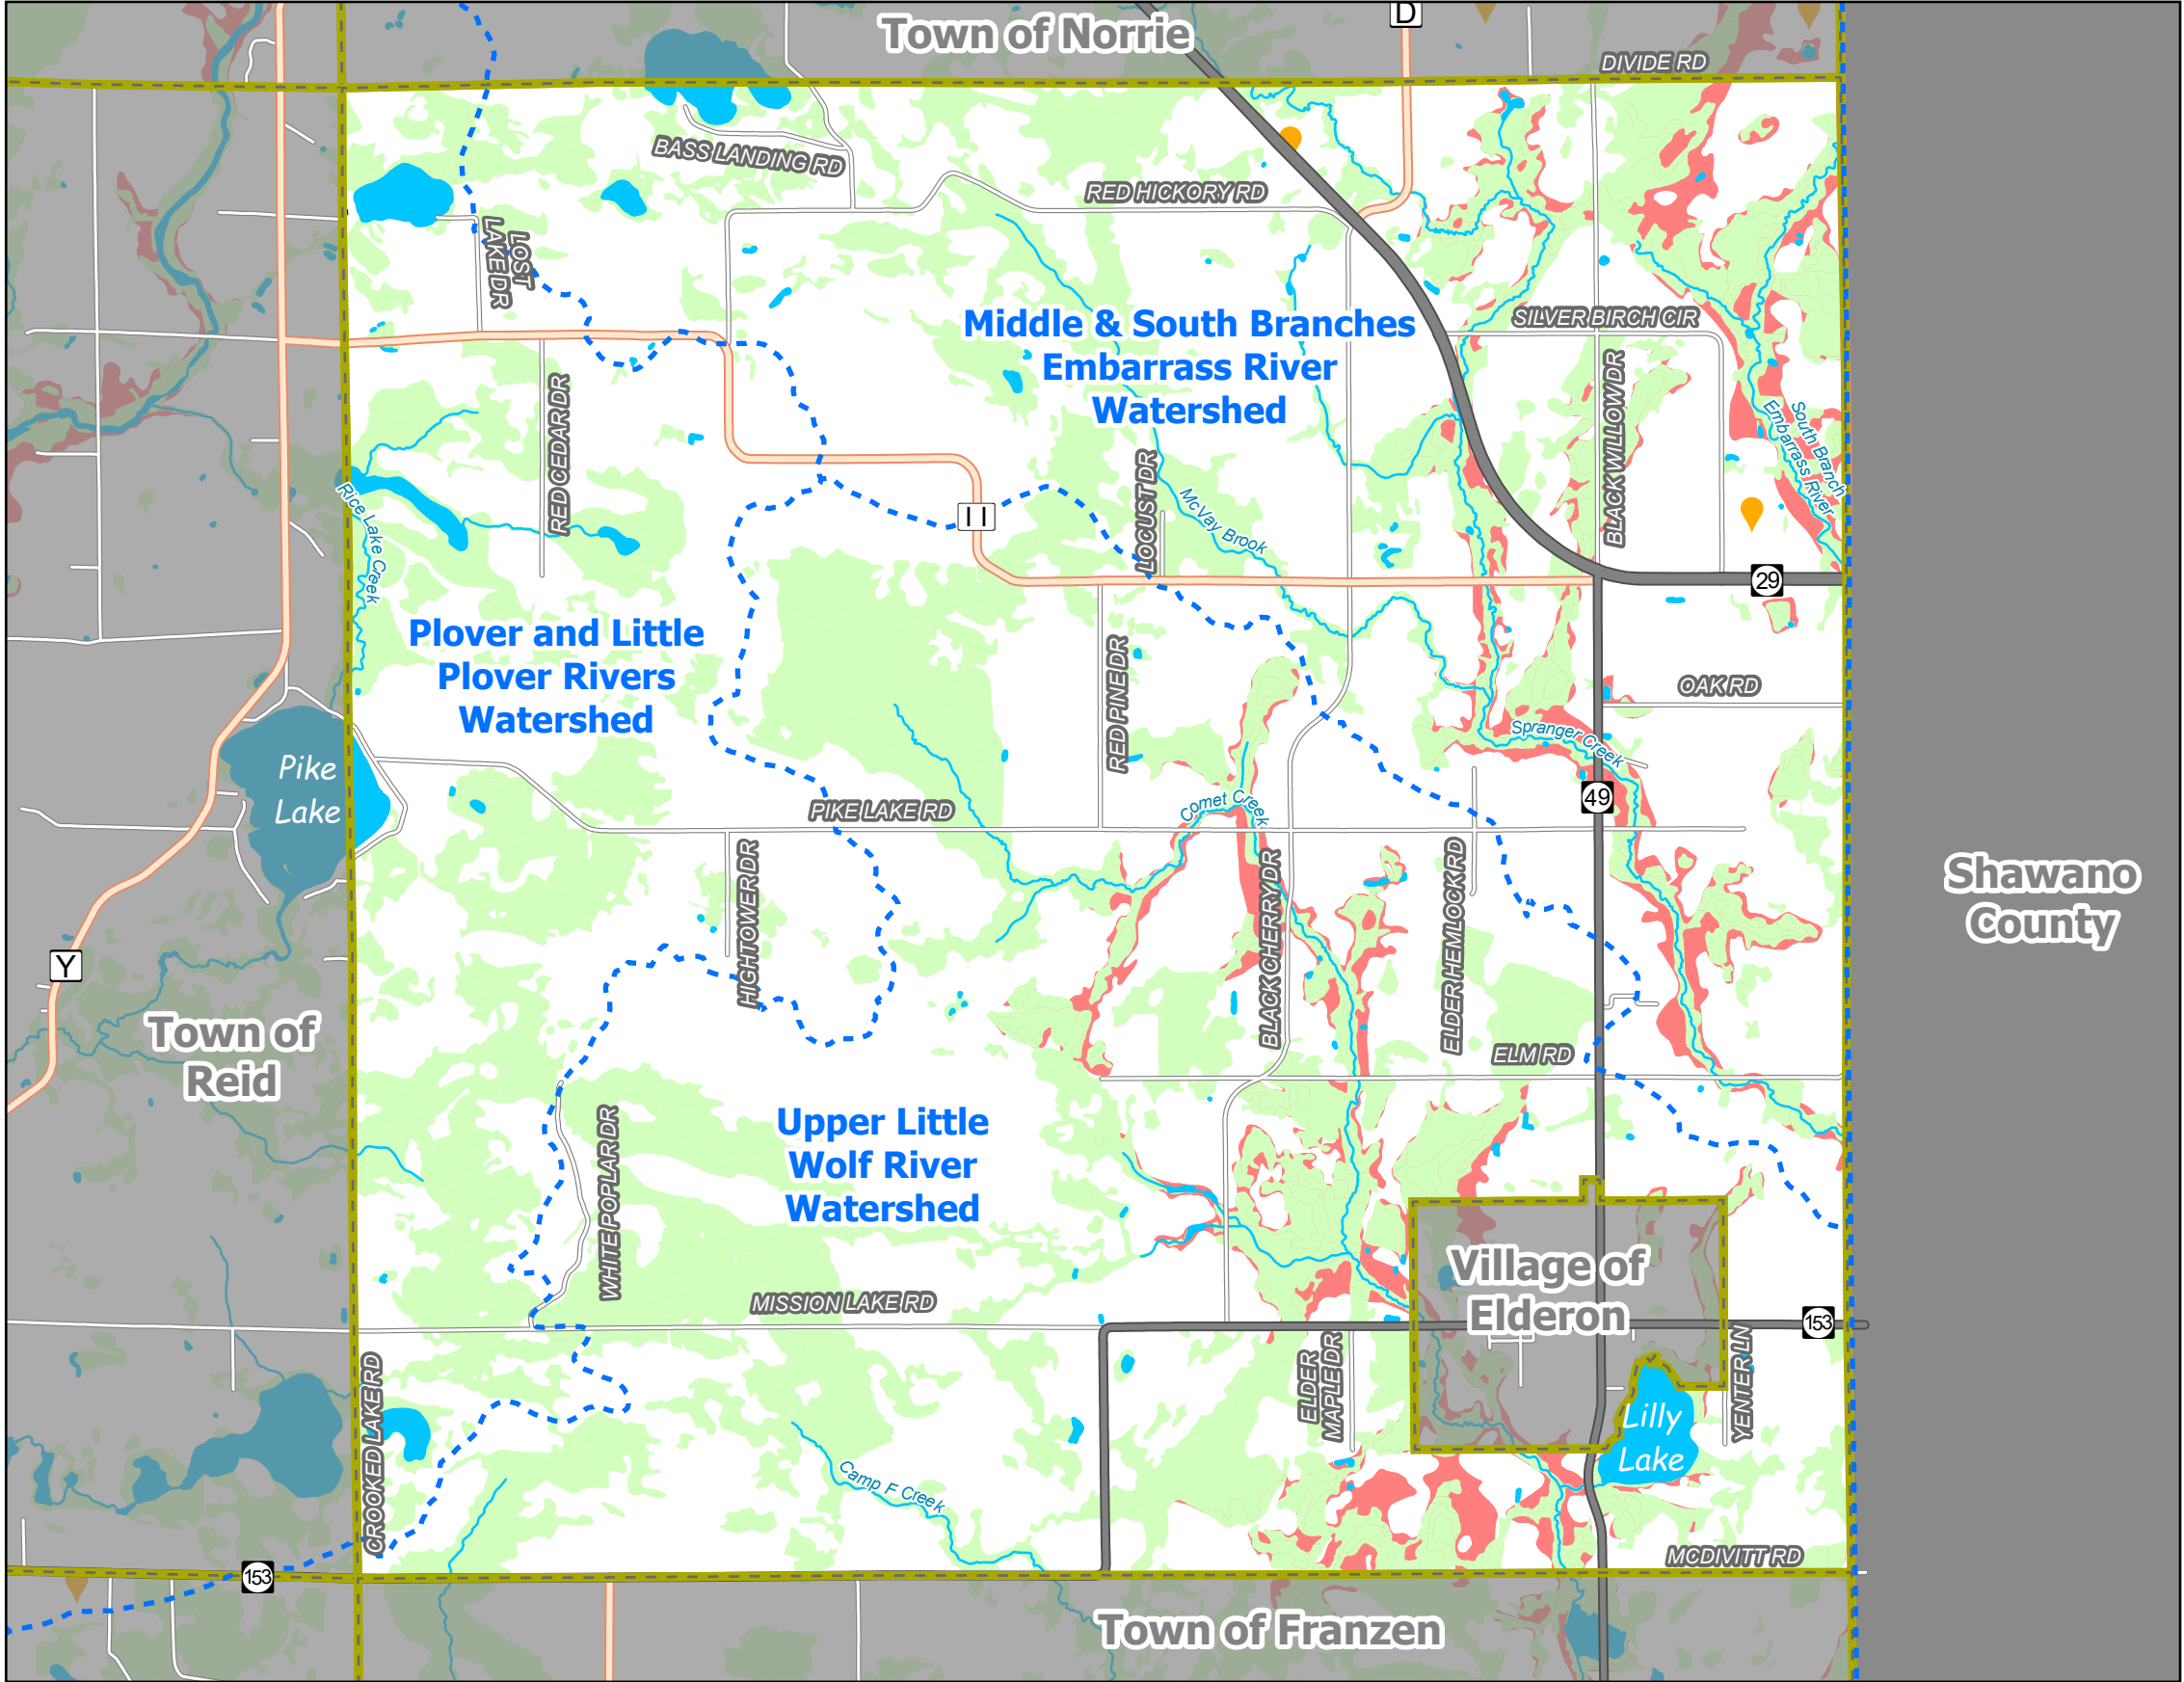 Town of Norrie
D
DIVIDE RD
BASS LANDING RD
RED HICKORY RD
LOST
LAKE DR
Middle & South Branches
Embarrass River
Watershed
SILVER BIRCH CIR
RED CEDAR DR
BLACK WILLOW DR
South Branch
Embarrass River
LOCUST DR
McVay Brook
Rice Lake Creek
II
29
Plover and Little
Plover Rivers
Watershed
RED PINE DR
OAK RD
Spranger Creek
Pike
Lake
49
PIKE LAKE RD
Comet Creek
HIGHTOWER DR
BLACK CHERRY DR
ELDER HEMLOCK RD
Shawano
County
Y
Town of
Reid
ELM RD
Upper Little
Wolf River
Watershed
WHITE POPLAR DR
Village of
Elderon
MISSION LAKE RD
153
CROOKED LAKE RD
ELDER
MAPLE DR
YENTER LN
Lilly
Lake
Camp F Creek
MCDIVITT RD
153
Town of Franzen